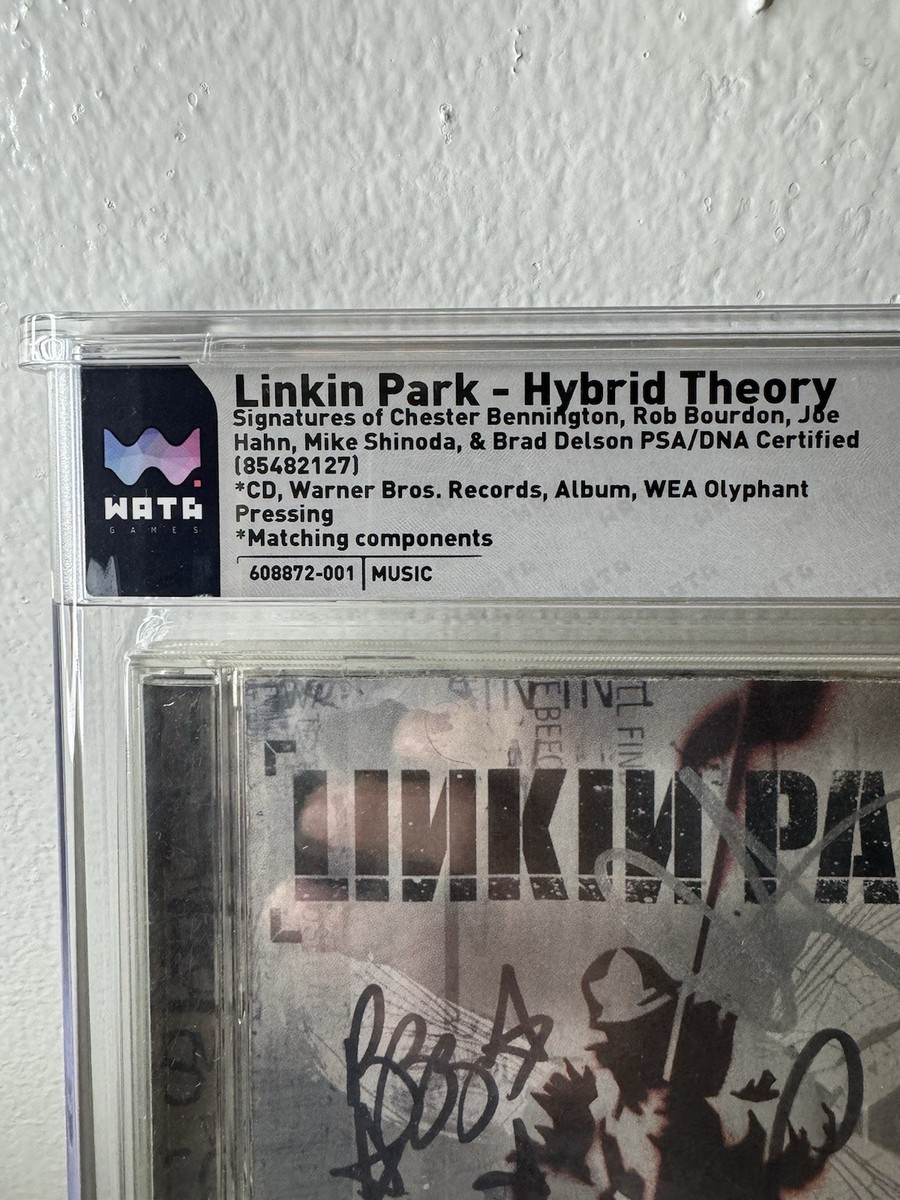 Linkin Park - Hybrid Theory
Signatures of Chester Bennington, Rob Bourdon, Joe
Hahn, Mike Shinoda, & Brad Delson PSA/DNA Certified
(85482127)
*CD, Warner Bros. Records, Album, WEA Olyphant
Pressing
*Matching components
608872-001 MUSIC
WATA
GAMES
LINKIN PA